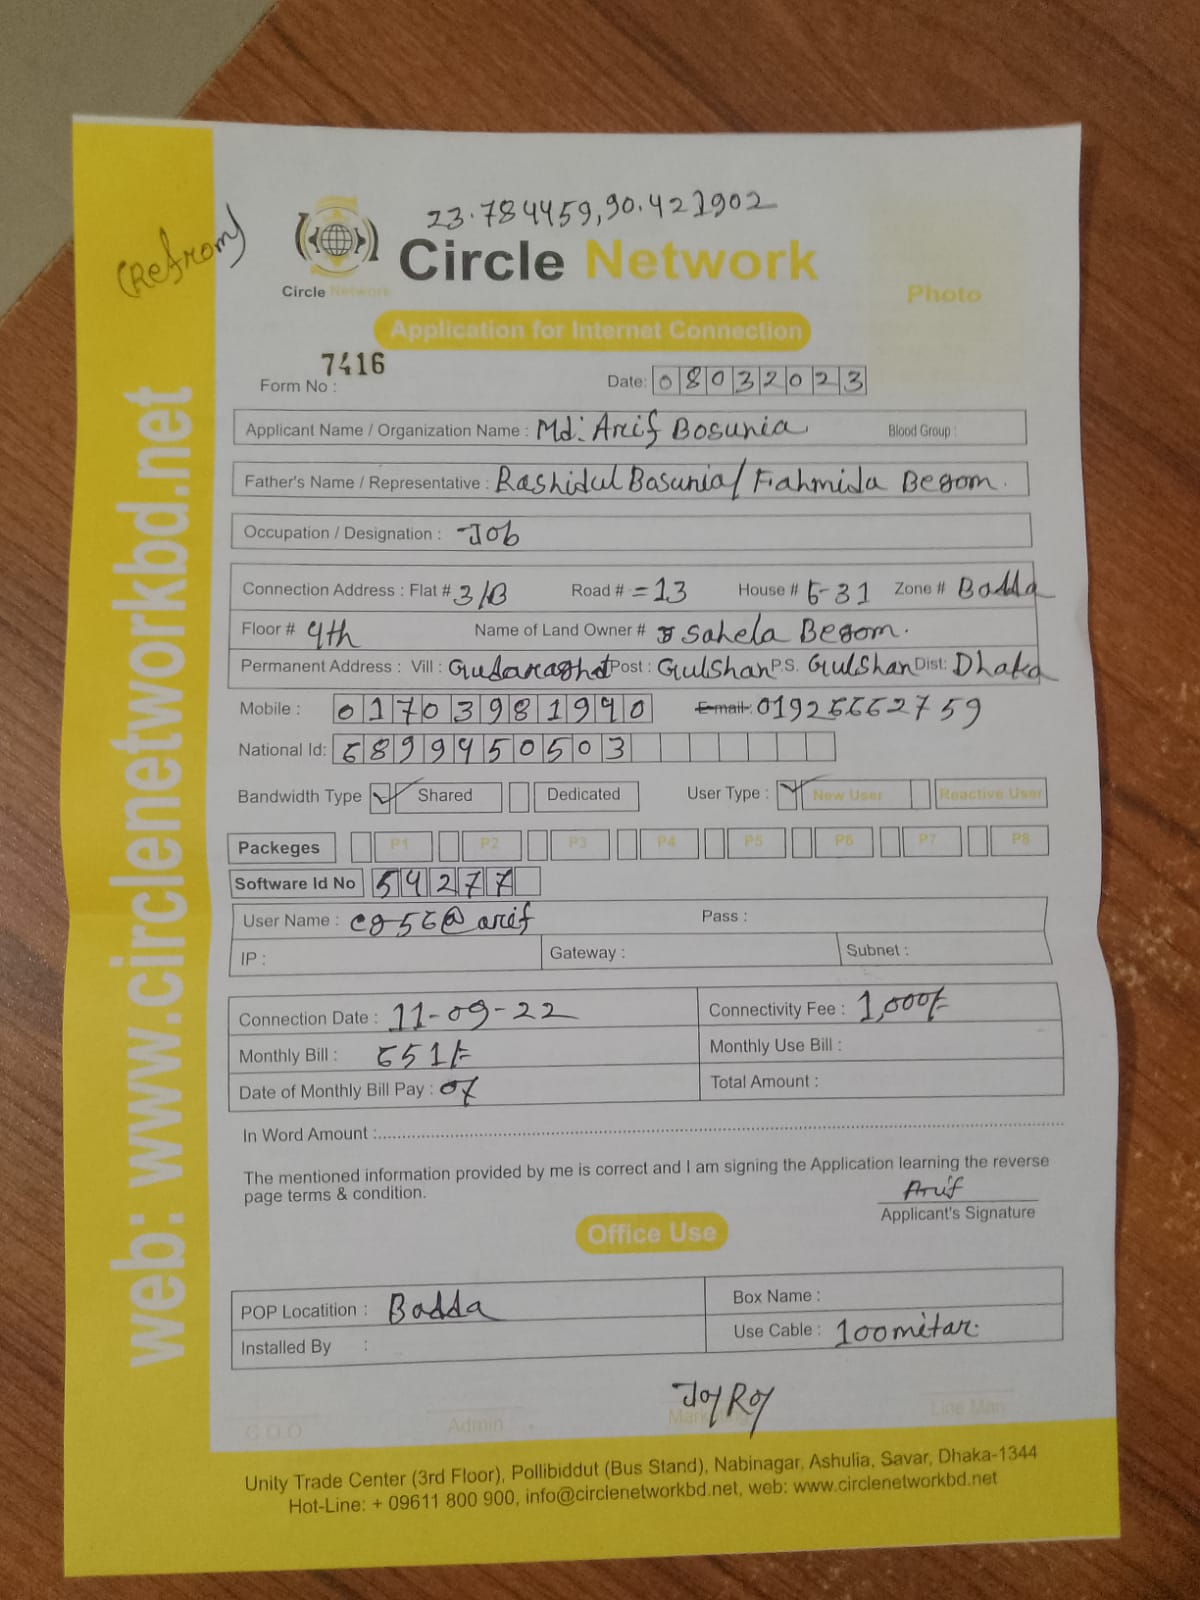 23.784459,90.421902
(Refrom)
Circle Network
Circle Network
Photo
Application for Internet Connection
Form No : 7416
Date: 08032023
Applicant Name / Organization Name : Md: Arif Bosunia Blood Group :
Father's Name / Representative : Rashidul Basunia / Fahmida Begom.
Occupation / Designation : Job
Connection Address : Flat # 3/B Road # = 13 House # 5-31 Zone # Badda
Floor # 4th Name of Land Owner # Sahela Begom.
Permanent Address : Vill : Gudaraghat Post : Gulshan P.S. Gulshan Dist: Dhaka
Mobile : 01703981940 E-mail: 01926662759
National Id: 6899450503
Bandwidth Type Shared Dedicated User Type : New User Reactive User
Packeges P1 P2 P3 P4 P5 P6 P7 P8
Software Id No 54277
User Name : c956@arif Pass :
IP : Gateway : Subnet :
Connection Date : 11-09-22 Connectivity Fee : 1,000/-
Monthly Bill : 651/- Monthly Use Bill :
Date of Monthly Bill Pay : 07 Total Amount :
In Word Amount :
The mentioned information provided by me is correct and I am signing the Application learning the reverse
page terms & condition.
Arif
Applicant's Signature
Office Use
POP Locatition : Badda Box Name :
Installed By : Use Cable : 100mitar.
Joy Roy
C.O.O Admin Marketing Line Man
Unity Trade Center (3rd Floor), Pollibiddut (Bus Stand), Nabinagar, Ashulia, Savar, Dhaka-1344
Hot-Line: + 09611 800 900, info@circlenetworkbd.net, web: www.circlenetworkbd.net
web: www.circlenetworkbd.net